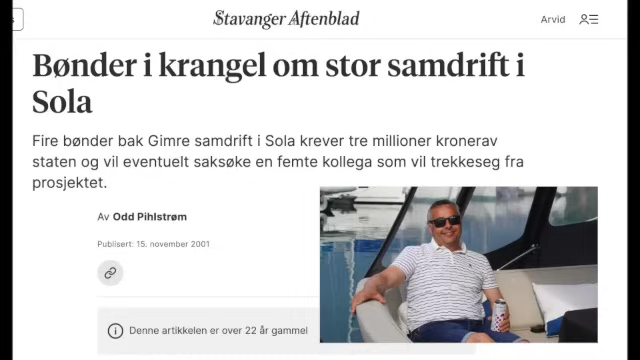 s
Stavanger Aftenblad
Arvid
Bønder i krangel om stor samdrift i
Sola
Fire bønder bak Gimre samdrift i Sola krever tre millioner kronerav
staten og vil eventuelt saksøke en femte kollega som vil trekkeseg fra
prosjektet.
Av Odd Pihlstrøm
Publisert: 15. november 2001
Denne artikkelen er over 22 år gammel